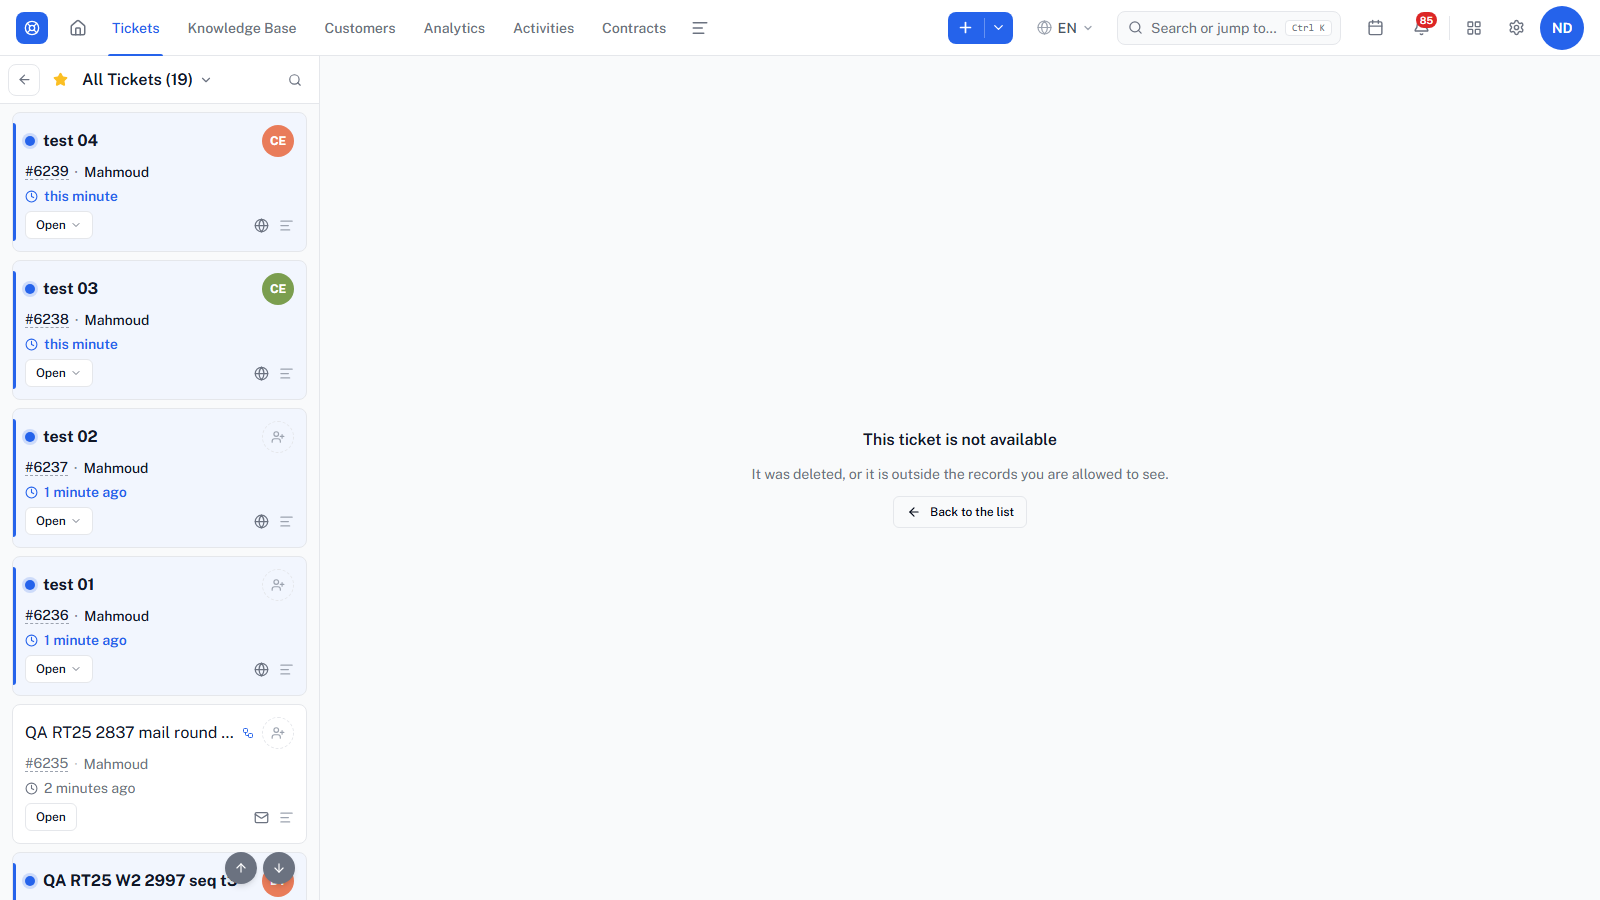 Tickets
Knowledge Base
Customers
Analytics
Activities
Contracts
EN
Search or jump to...
Ctrl K
85
ND
All Tickets (19)
test 04
CE
#6239 · Mahmoud
this minute
Open
test 03
CE
#6238 · Mahmoud
this minute
Open
test 02
#6237 · Mahmoud
1 minute ago
Open
test 01
#6236 · Mahmoud
1 minute ago
Open
QA RT25 2837 mail round ...
#6235 · Mahmoud
2 minutes ago
Open
QA RT25 W2 2997 seq
This ticket is not available
It was deleted, or it is outside the records you are allowed to see.
Back to the list